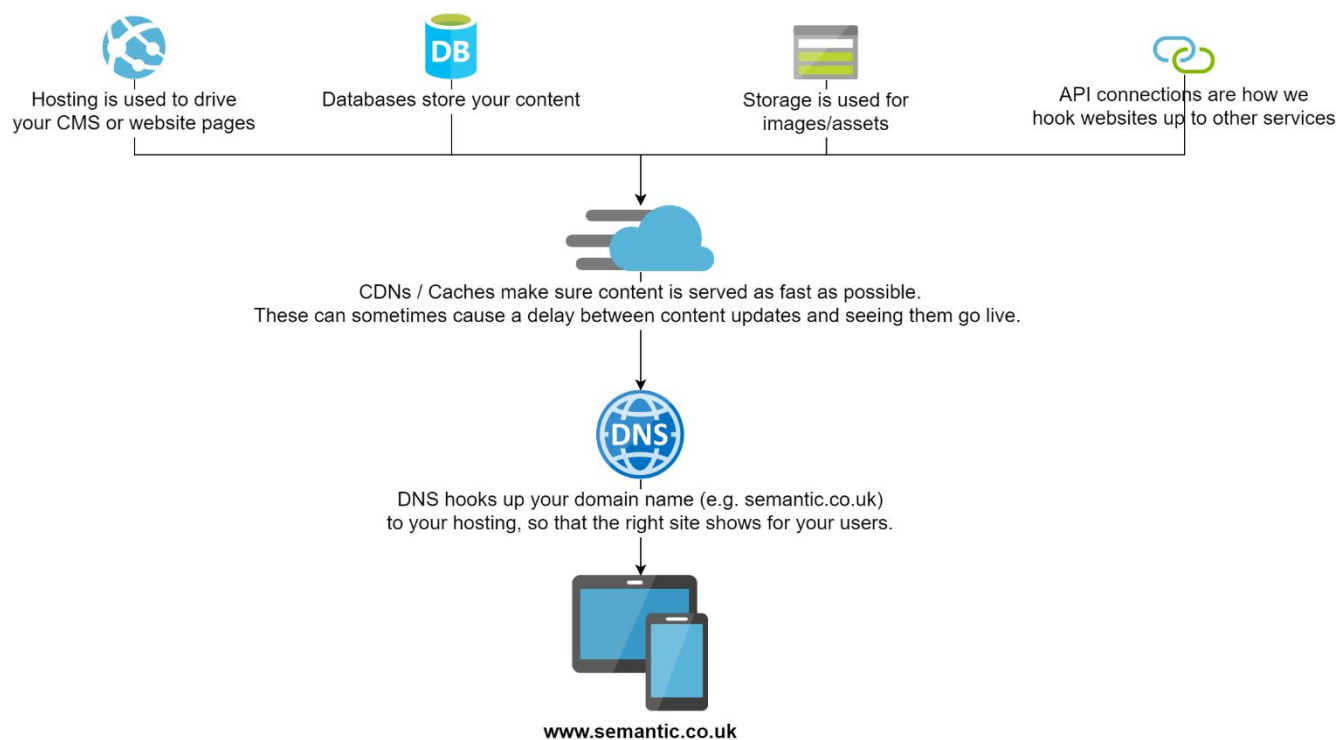 DB
Hosting is used to drive
your CMS or website pages
Databases store your content
Storage is used for
images/assets
API connections are how we
hook websites up to other services
CDNs / Caches make sure content is served as fast as possible.
These can sometimes cause a delay between content updates and seeing them go live.
DNS
DNS hooks up your domain name (e.g. semantic.co.uk)
to your hosting, so that the right site shows for your users.
www.semantic.co.uk